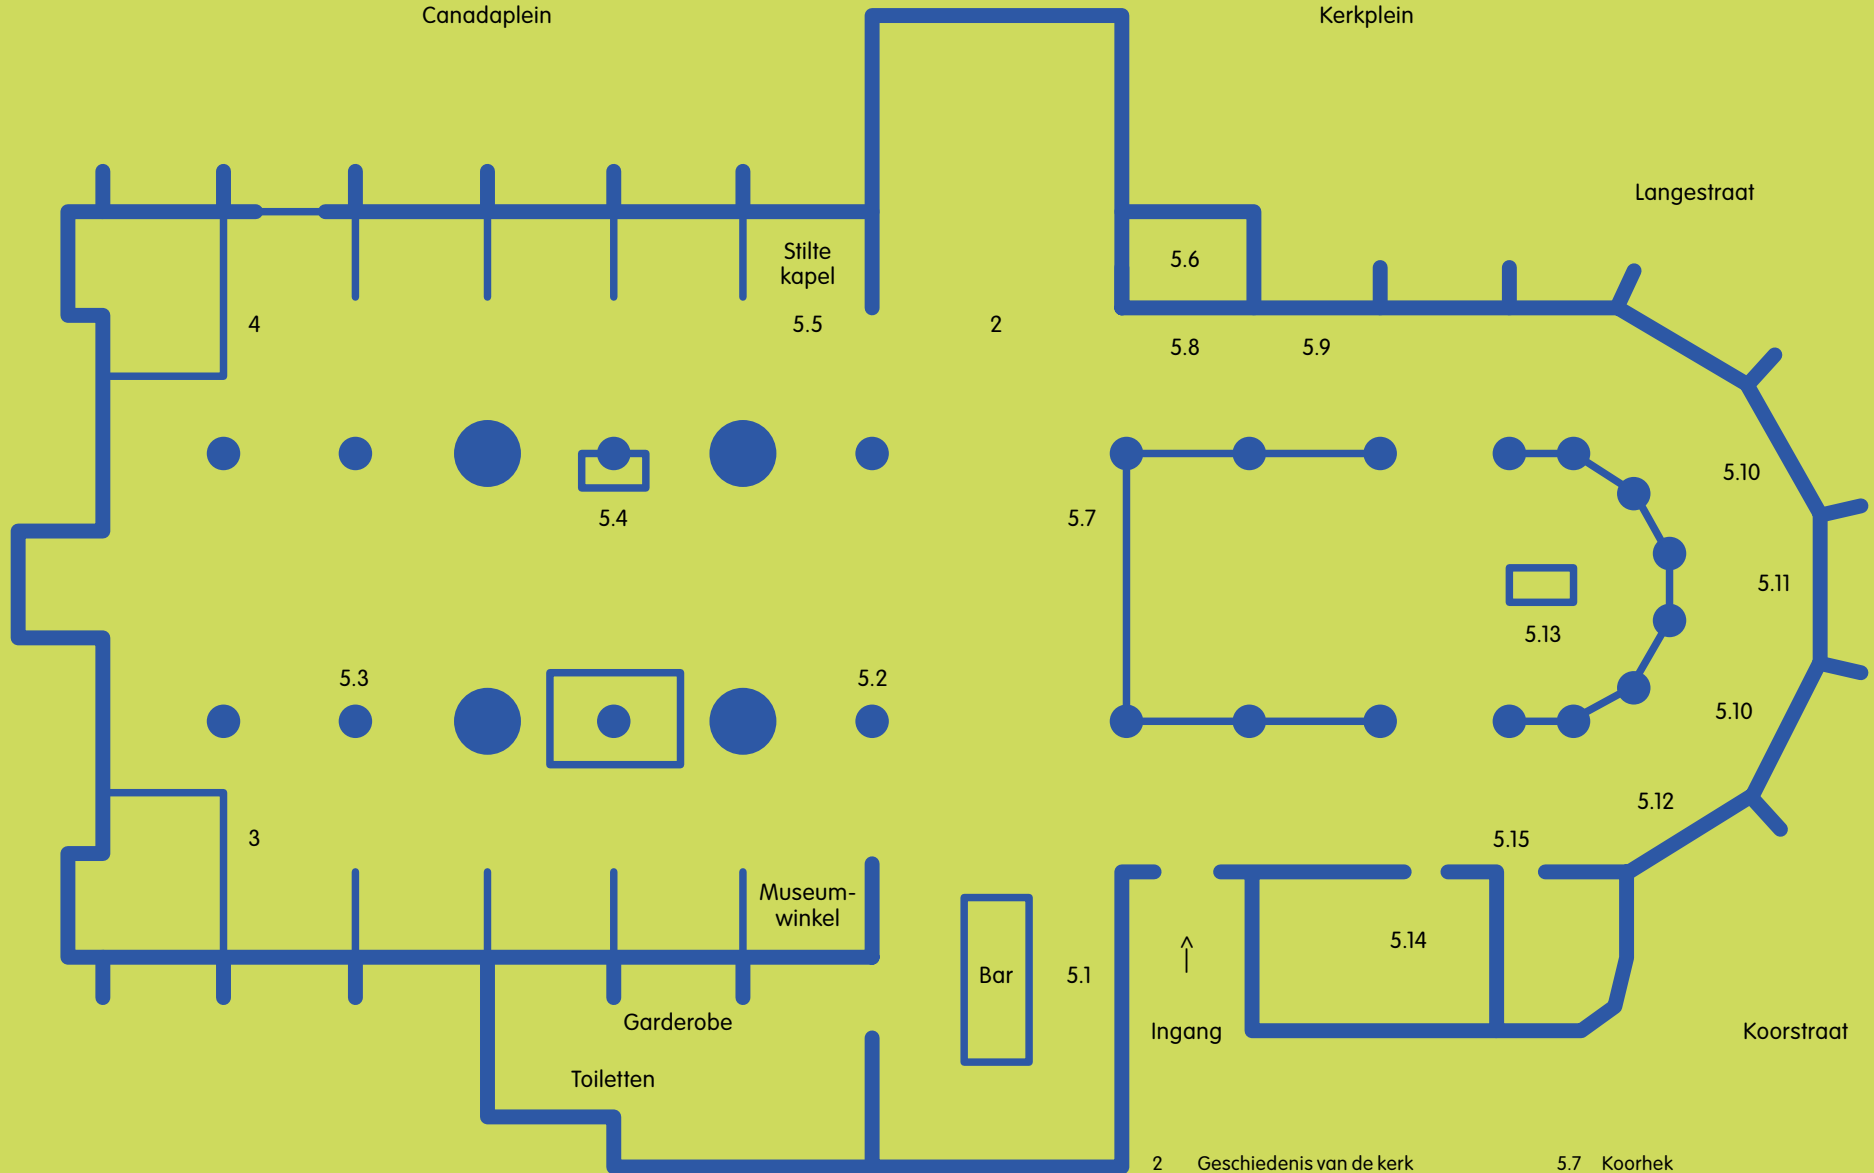 Canadaplein
Kerkplein
Langestraat
Stilte
kapel
5.6
4
5.5
2
5.8
5.9
5.10
5.4
5.7
5.11
5.13
5.3
5.2
5.10
5.12
3
5.15
Museum-
winkel
5.14
Bar
5.1
Garderobe
Ingang
Koorstraat
Toiletten
2 Geschiedenis van de kerk
5.7 Koorhek